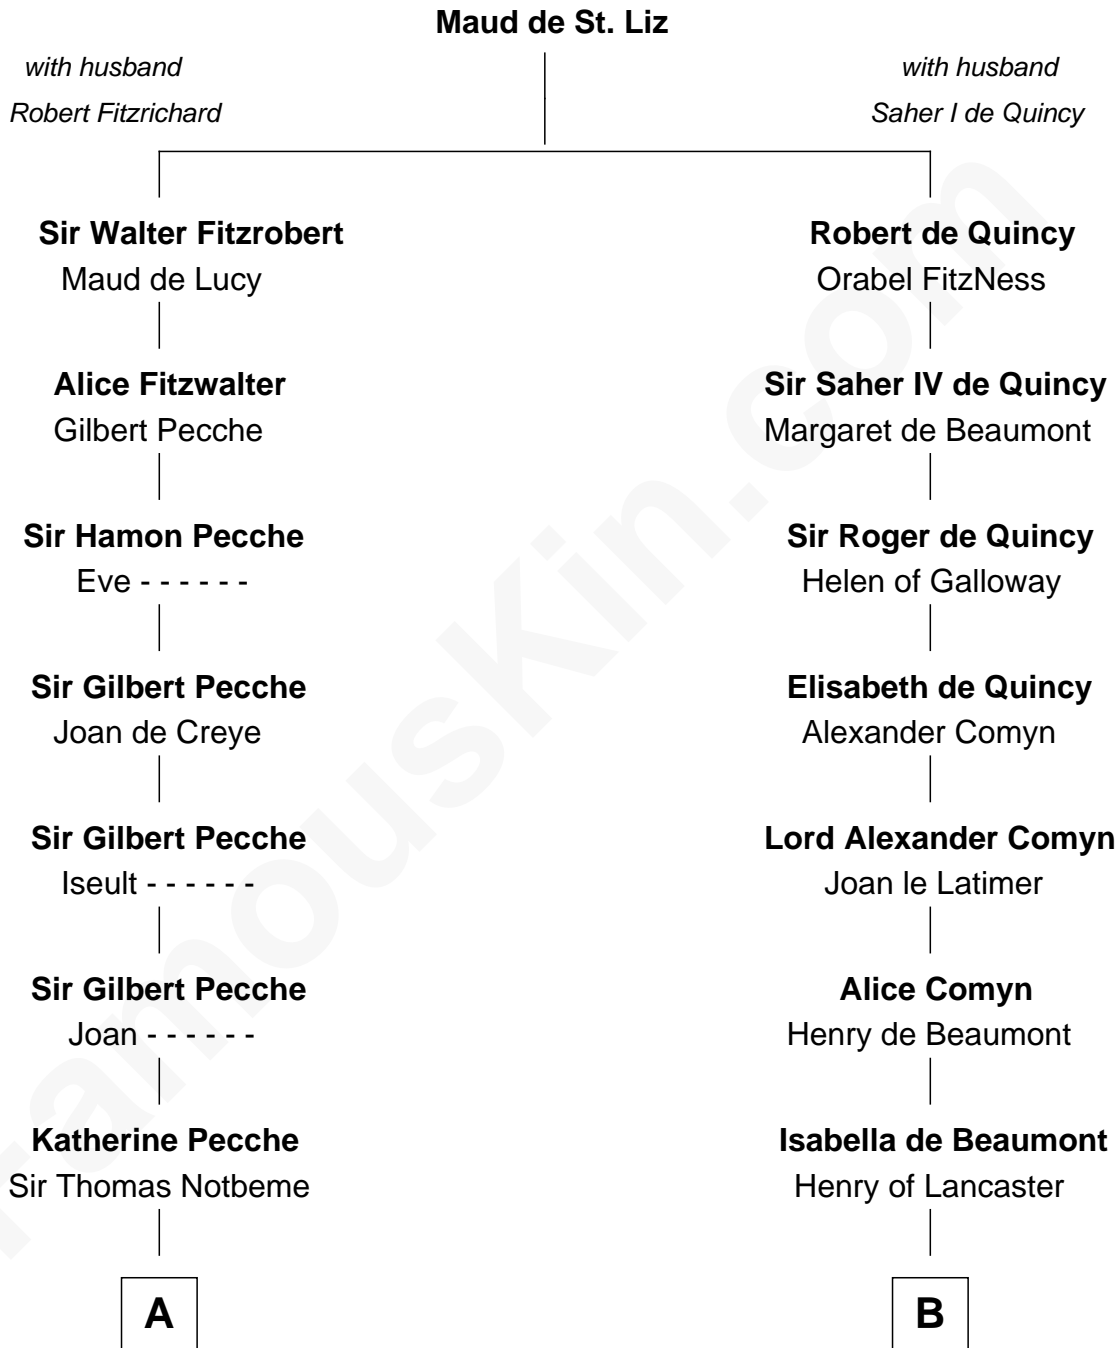 Maud de St. Liz
with husband
Robert Fitzrichard
with husband
Saher I de Quincy
Sir Walter Fitzrobert
Maud de Lucy
Robert de Quincy
Orabel FitzNess
Alice Fitzwalter
Gilbert Pecche
Sir Saher IV de Quincy
Margaret de Beaumont
Sir Hamon Pecche
Eve - - - - - -
Sir Roger de Quincy
Helen of Galloway
Sir Gilbert Pecche
Joan de Creye
Elisabeth de Quincy
Alexander Comyn
Sir Gilbert Pecche
Iseult - - - - - -
Lord Alexander Comyn
Joan le Latimer
Sir Gilbert Pecche
Joan - - - - - -
Alice Comyn
Henry de Beaumont
Katherine Pecche
Sir Thomas Notbeme
Isabella de Beaumont
Henry of Lancaster
A
B
FamousKin.com